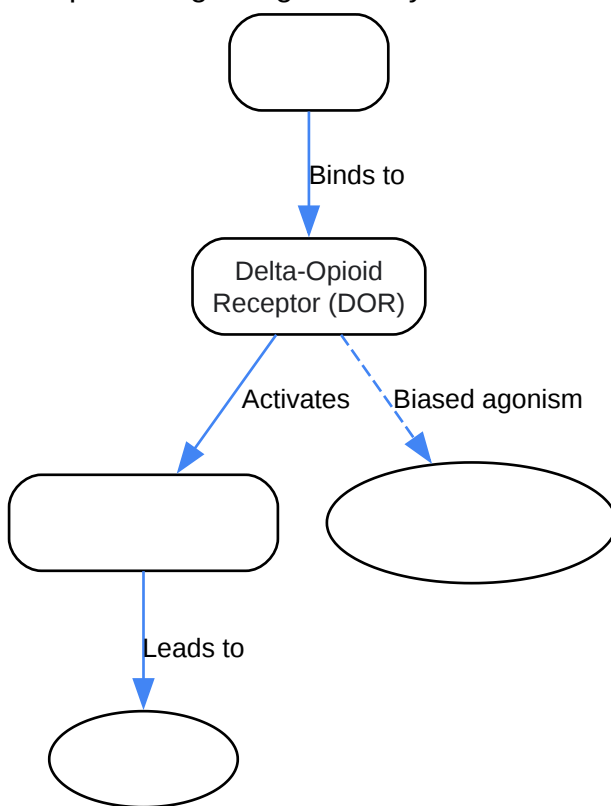 Binds to
Delta-Opioid
Receptor (DOR)
Activates
Biased agonism
Leads to